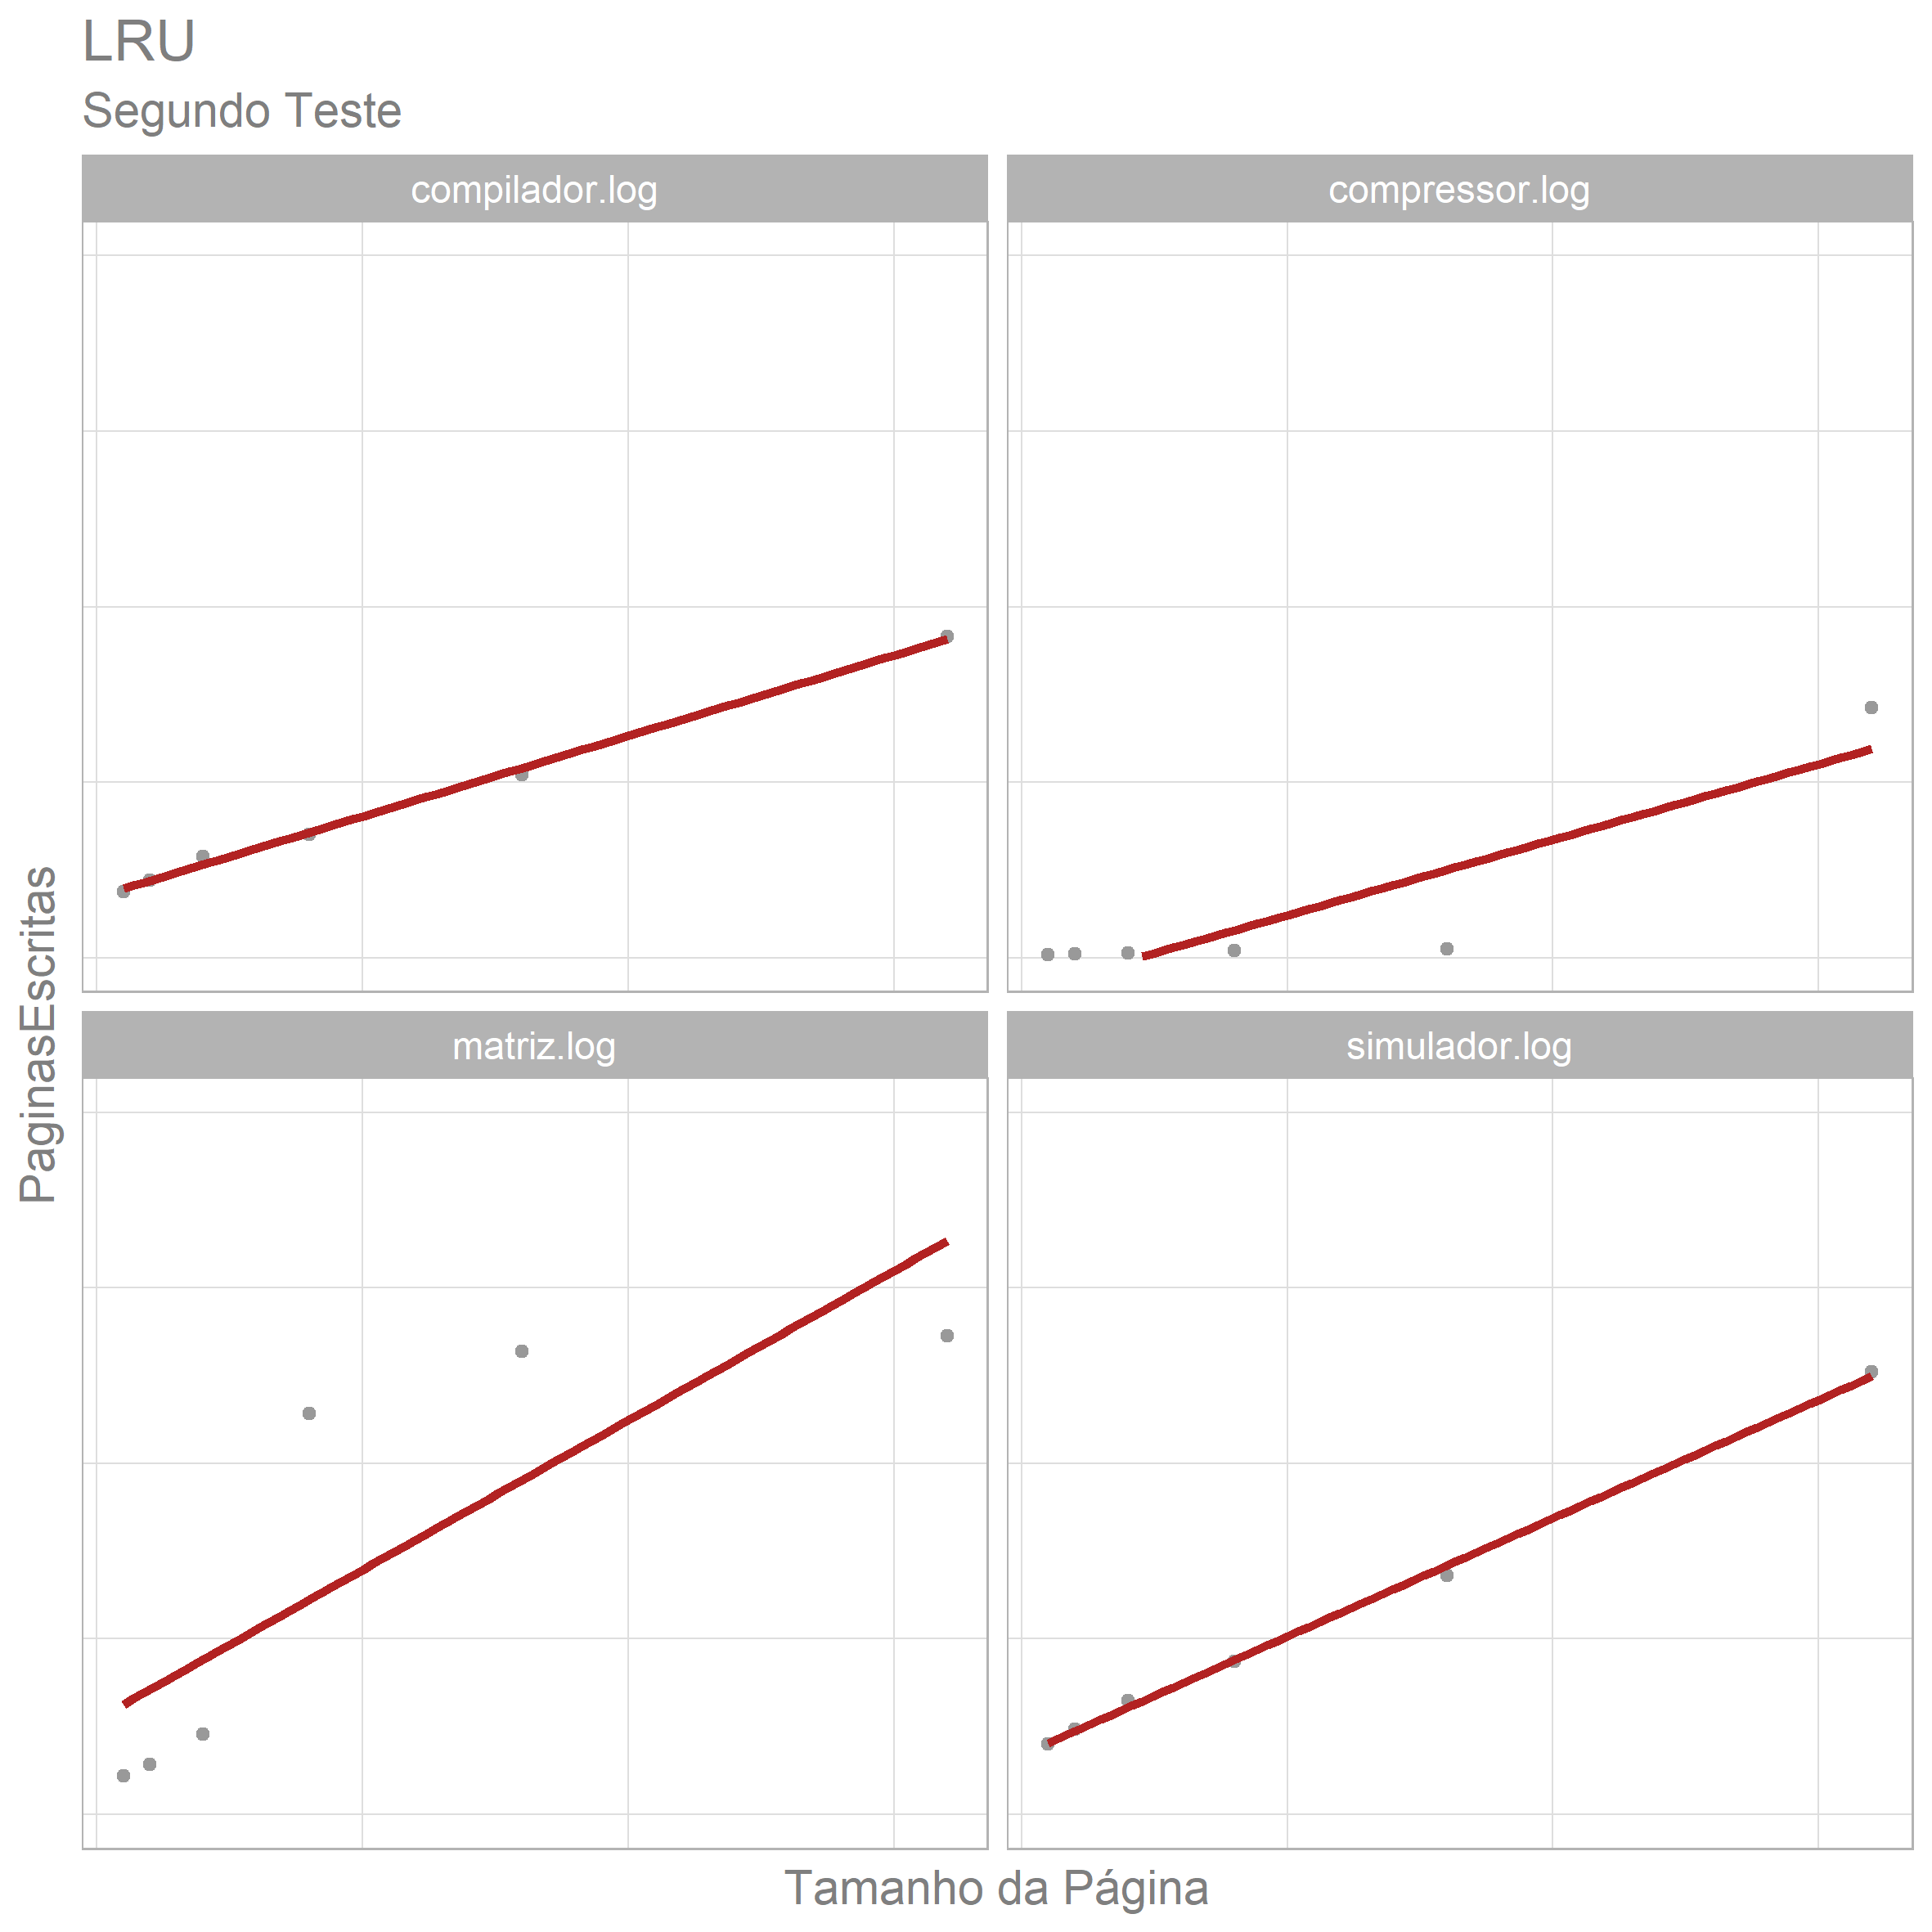 LRU
Segundo Teste
compilador.log
compressor.log
PaginasEscritas
matriz.log
simulador.log
Tamanho da Página